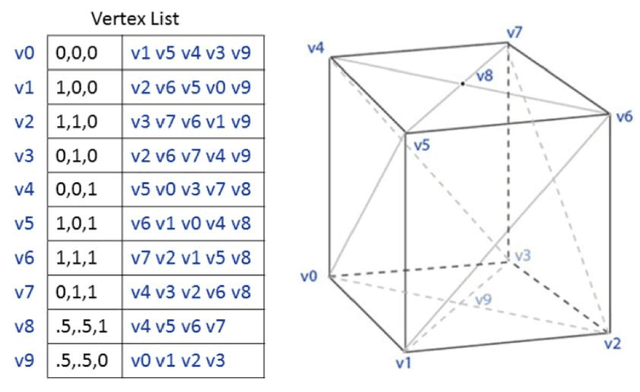 Vertex List
v0 0,0,0 v1 v5 v4 v3 v9
v1 1,0,0 v2 v6 v5 v0 v9
v2 1,1,0 v3 v7 v6 v1 v9
v3 0,1,0 v2 v6 v7 v4 v9
v4 0,0,1 v5 v0 v3 v7 v8
v5 1,0,1 v6 v1 v0 v4 v8
v6 1,1,1 v7 v2 v1 v5 v8
v7 0,1,1 v4 v3 v2 v6 v8
v8 .5,.5,1 v4 v5 v6 v7
v9 .5,.5,0 v0 v1 v2 v3
v7
v4
v8
v6
v5
v3
v0
v9
v2
v1